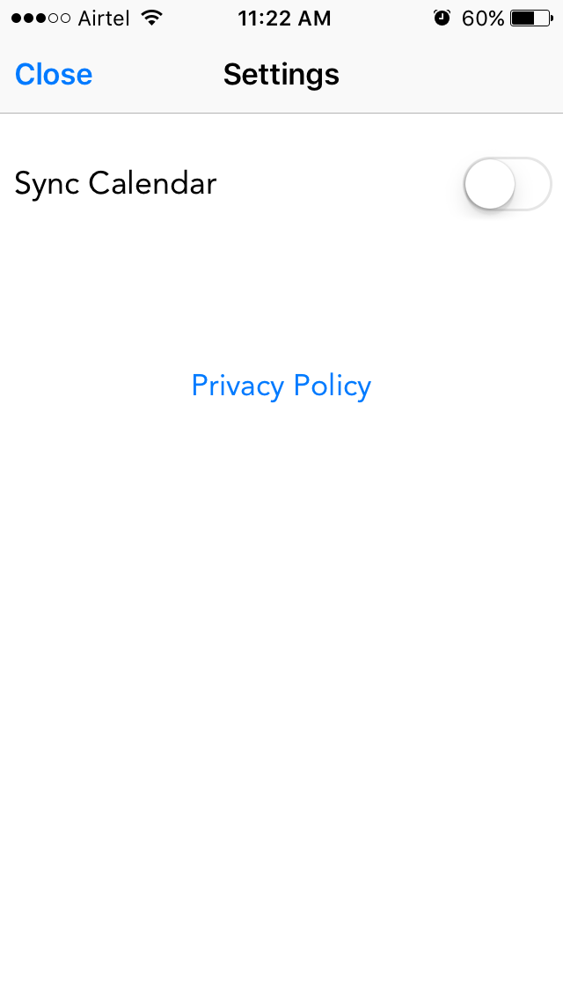 Airtel 11:22 AM 60%
Close Settings
Sync Calendar
Privacy Policy